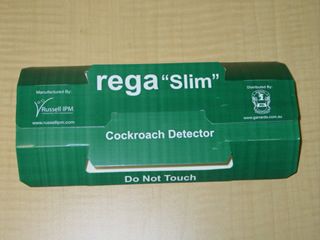 rega "Slim"
Manufactured By:
Russell IPM
www.russellipm.com
Distributed By:
www.garrards.com.au
Cockroach Detector
Do Not Touch